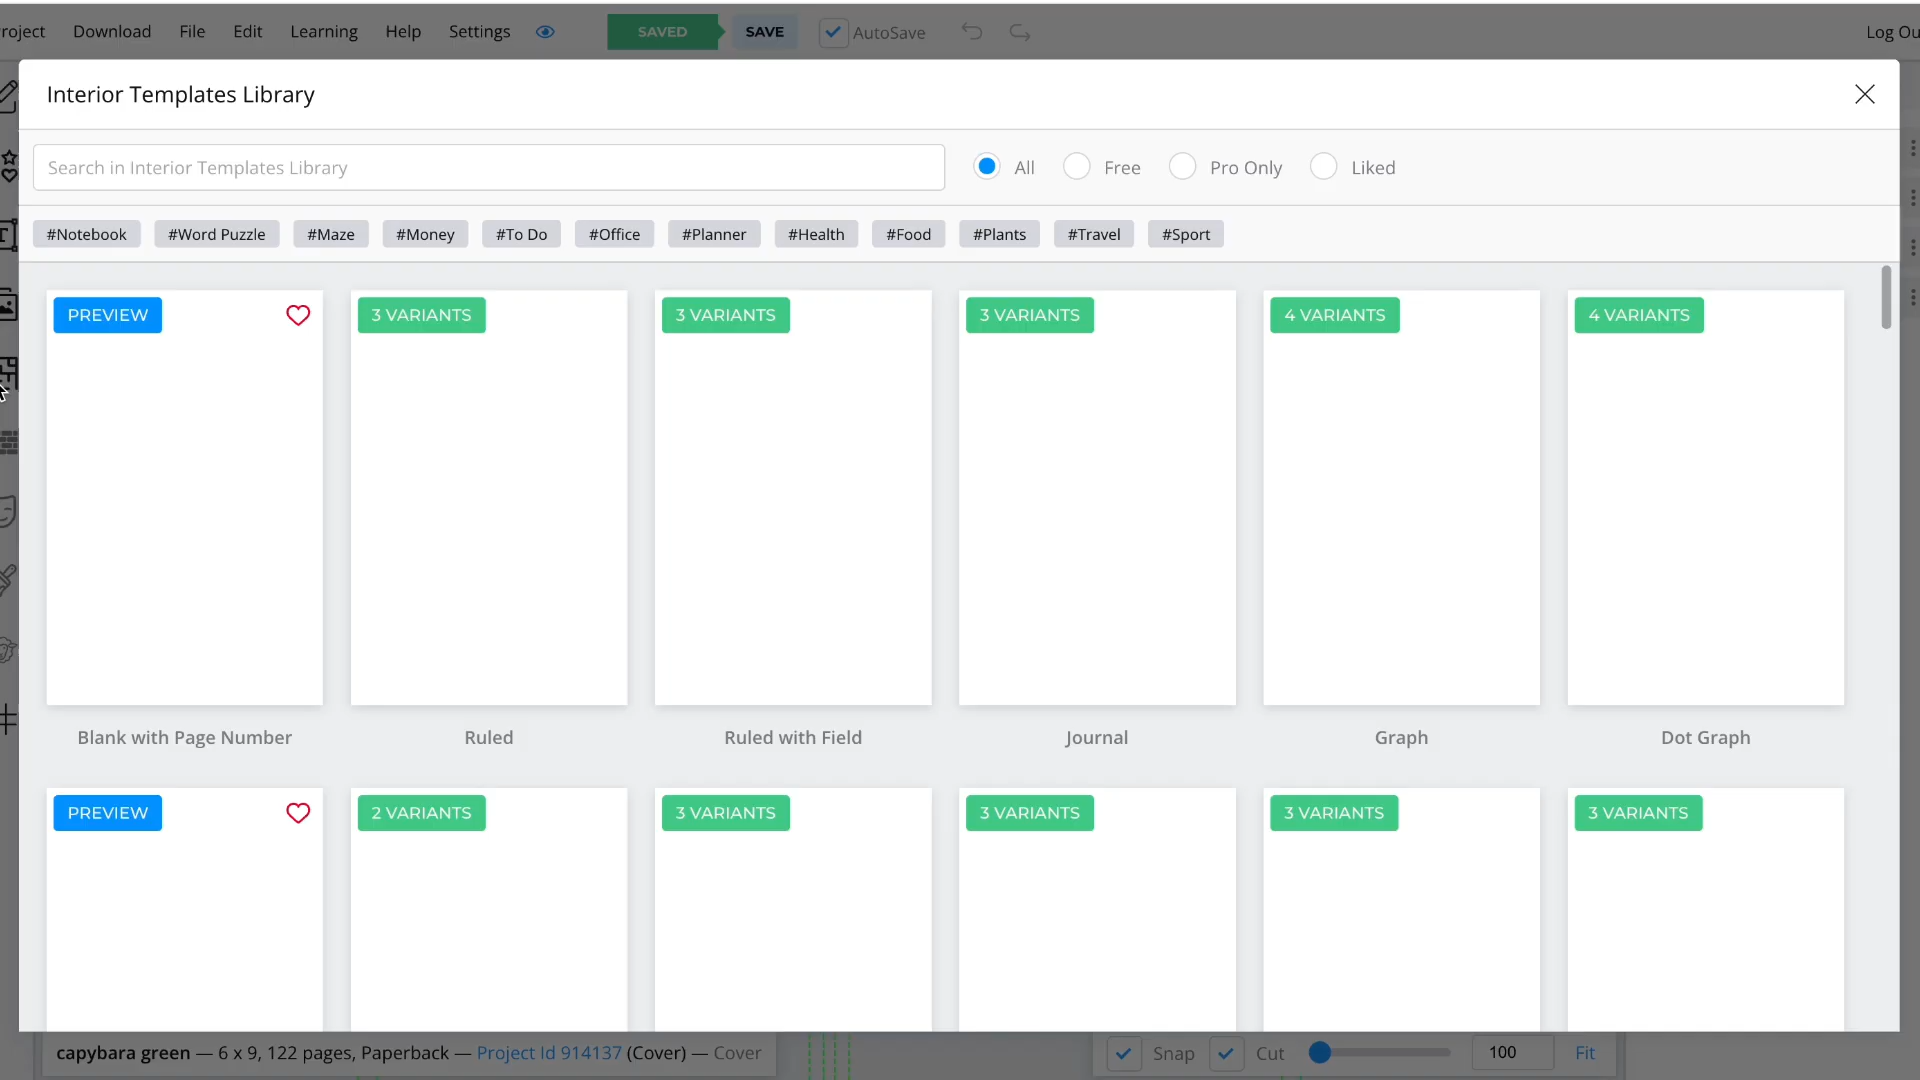 roject Download File Edit Learning Help Settings SAVED SAVE AutoSave Log Ou
Interior Templates Library
Search in Interior Templates Library All Free Pro Only Liked
#Notebook #Word Puzzle #Maze #Money #To Do #Office #Planner #Health #Food #Plants #Travel #Sport
PREVIEW 3 VARIANTS 3 VARIANTS 3 VARIANTS 4 VARIANTS 4 VARIANTS
Blank with Page Number Ruled Ruled with Field Journal Graph Dot Graph
PREVIEW 2 VARIANTS 3 VARIANTS 3 VARIANTS 3 VARIANTS 3 VARIANTS
capybara green — 6 x 9, 122 pages, Paperback — Project Id 914137 (Cover) — Cover Snap Cut 100 Fit